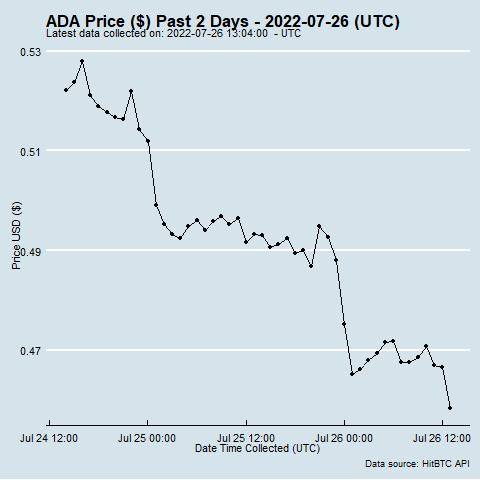 ADA Price ($) Past 2 Days - 2022-07-26 (UTC)
Latest data collected on: 2022-07-26 13:04:00 - UTC
0.53
0.51
0.49
0.47
Price USD ($)
Jul 24 12:00 Jul 25 00:00 Jul 25 12:00 Jul 26 00:00 Jul 26 12:00
Date Time Collected (UTC)
Data source: HitBTC API